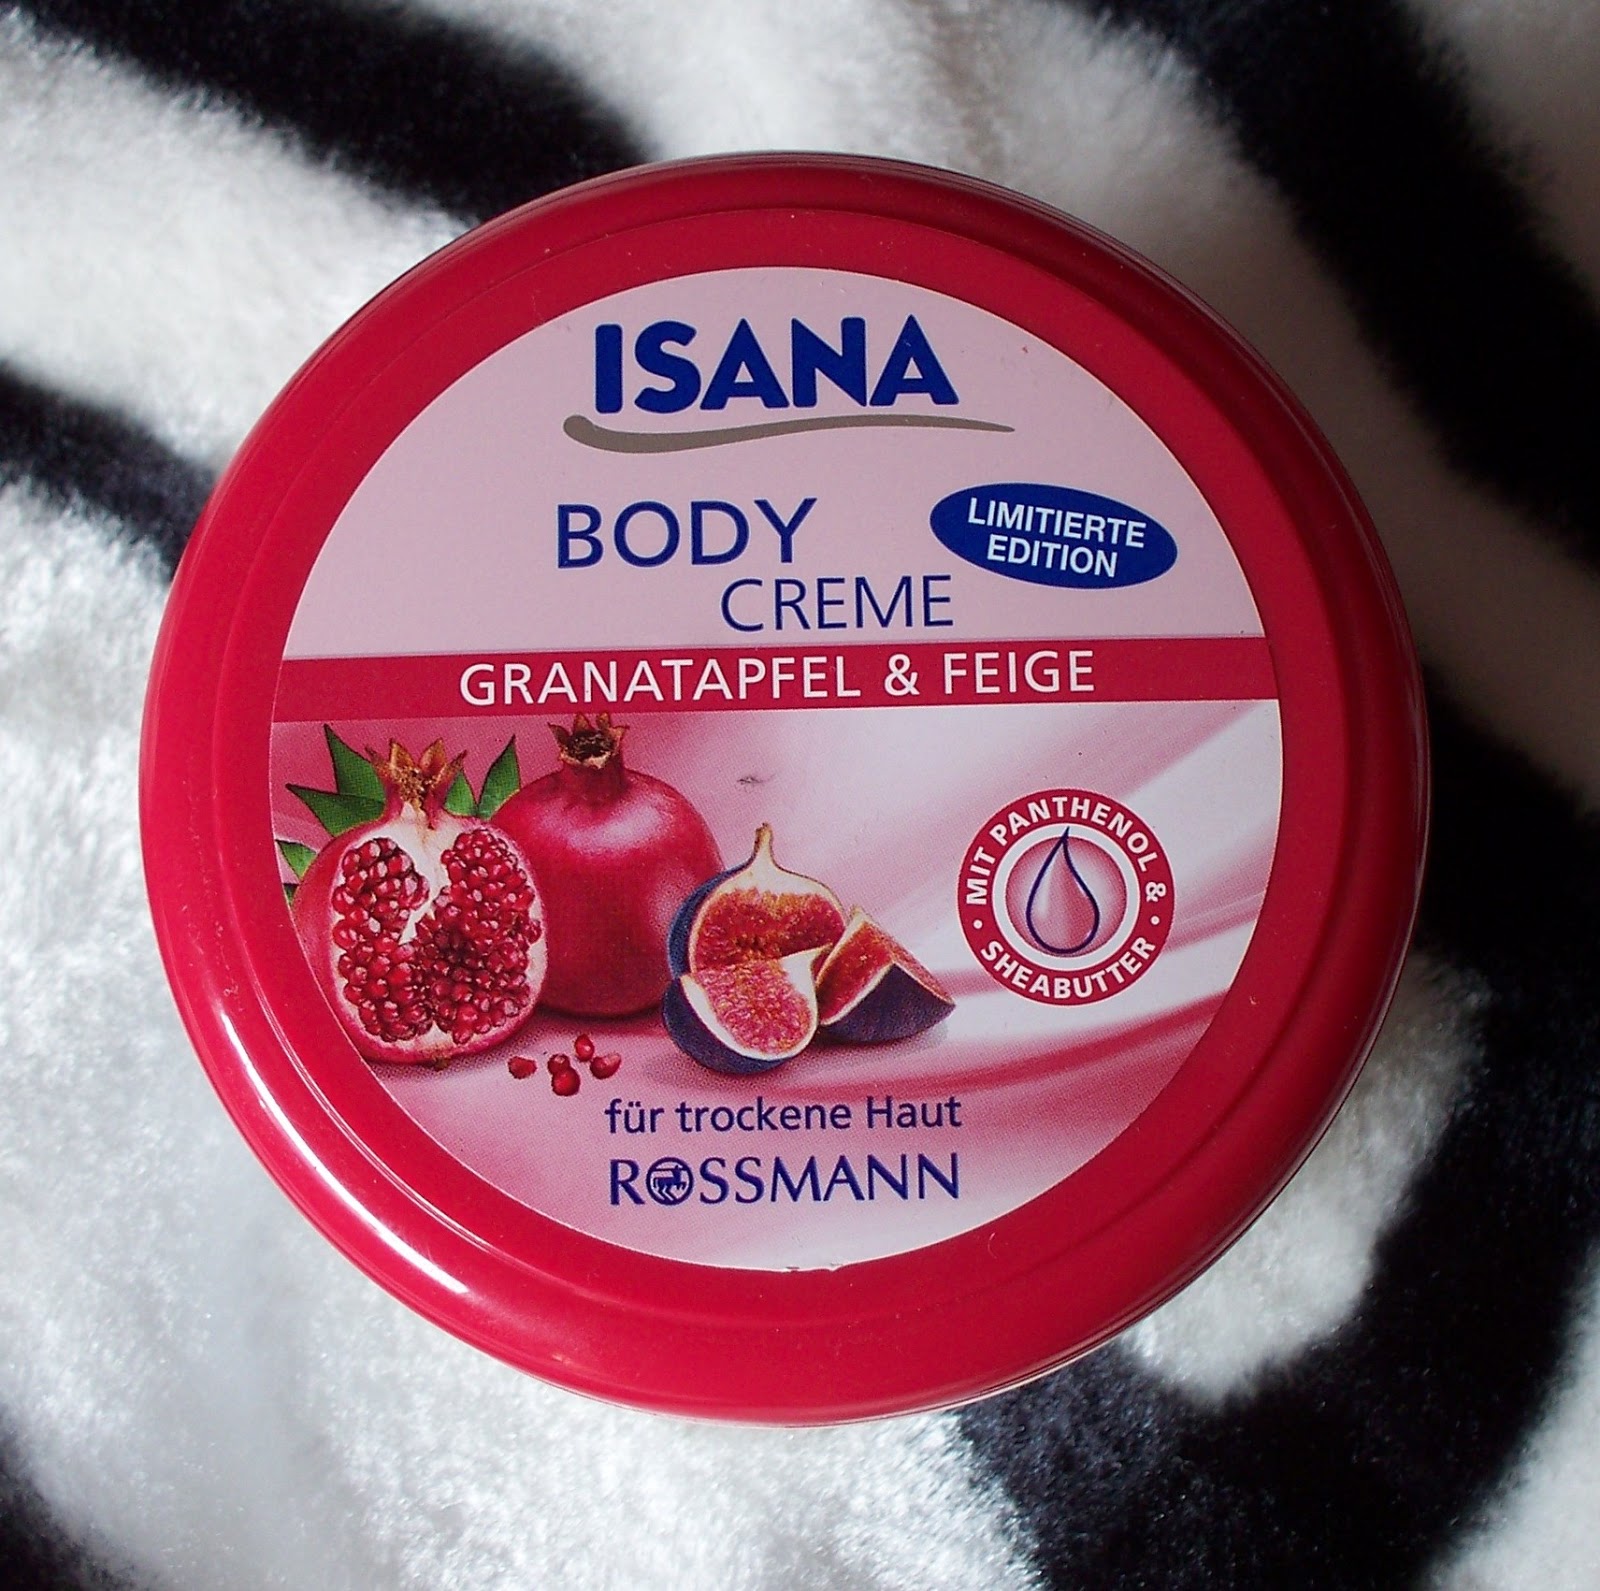 ISANA
BODY
CREME
LIMITIERTE
EDITION
GRANATAPFEL & FEIGE
MIT PANTHENOL &
• SHEABUTTER •
für trockene Haut
ROSSMANN